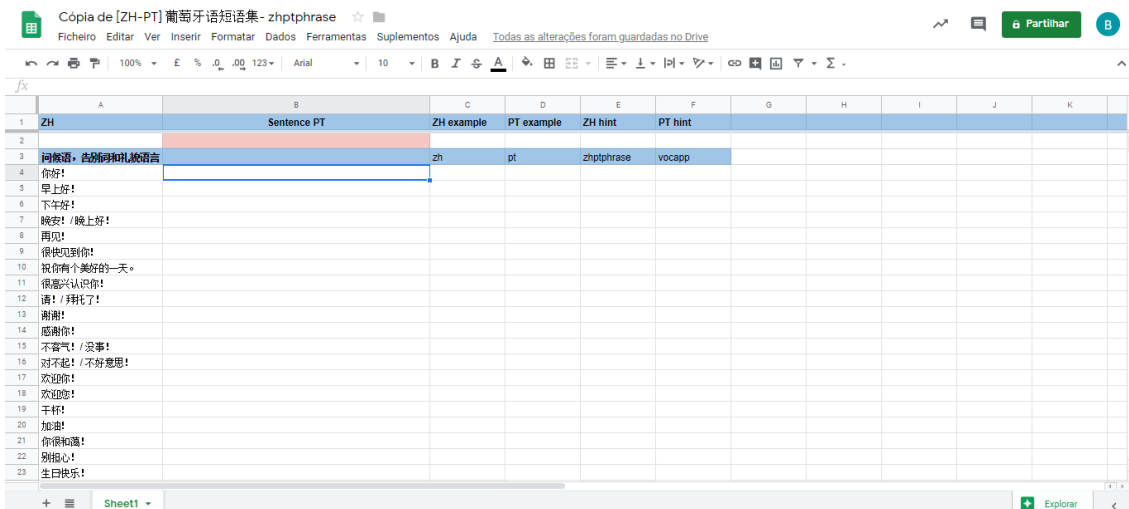 Cópia de [ZH-PT] 葡萄牙语短语集- zhptphrase
Ficheiro Editar Ver Inserir Formatar Dados Ferramentas Suplementos Ajuda Todas as alterações foram guardadas no Drive
Partilhar
B
100% £ % .0 .00 123 Arial 10 B I S A
fx
A B C D E F G H I J K
1 ZH Sentence PT ZH example PT example ZH hint PT hint
2
3 问候语，告别词和礼貌语言 zh pt zhptphrase vocapp
4 你好!
5 早上好!
6 下午好!
7 晚安! /晚上好!
8 再见!
9 很快见到你!
10 祝你有个美好的一天。
11 很高兴认识你!
12 请! / 拜托了!
13 谢谢!
14 感谢你!
15 不客气! / 没事!
16 对不起! / 不好意思!
17 欢迎你!
18 欢迎您!
19 干杯!
20 加油!
21 你很和蔼!
22 别担心!
23 生日快乐!
Sheet1
Explorar